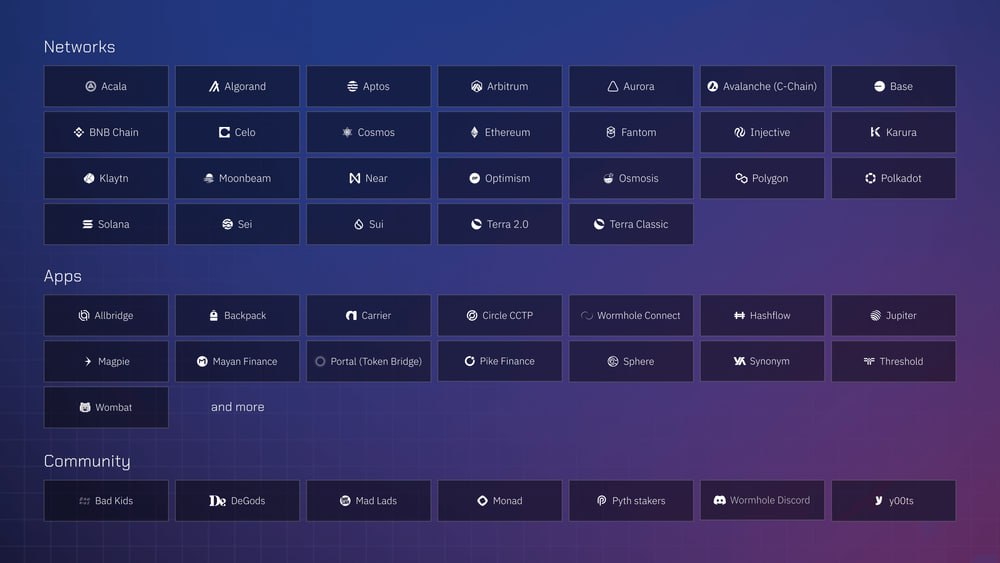 Networks
Acala Algorand Aptos Arbitrum Aurora Avalanche (C-Chain) Base
BNB Chain Celo Cosmos Ethereum Fantom Injective Karura
Klaytn Moonbeam Near Optimism Osmosis Polygon Polkadot
Solana Sei Sui Terra 2.0 Terra Classic
Apps
Allbridge Backpack Carrier Circle CCTP Wormhole Connect Hashflow Jupiter
Magpie Mayan Finance Portal (Token Bridge) Pike Finance Sphere Synonym Threshold
Wombat and more
Community
Bad Kids DeGods Mad Lads Monad Pyth stakers Wormhole Discord y00ts